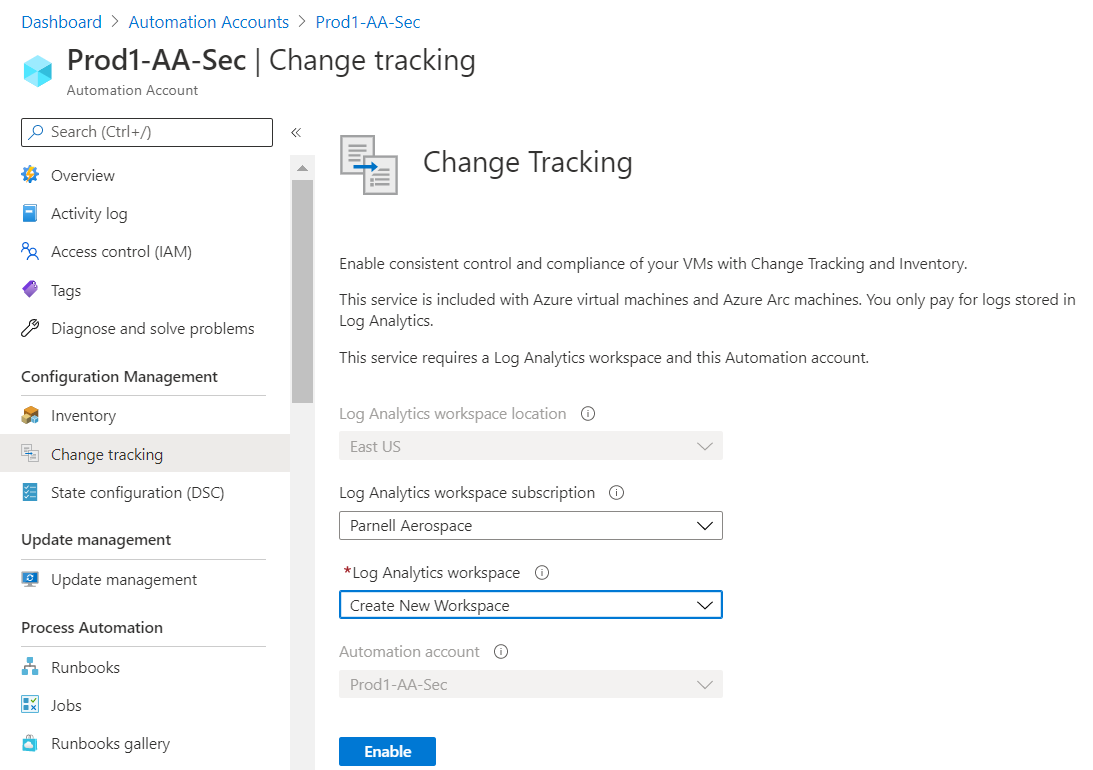 Dashboard > Automation Accounts > Prod1-AA-Sec
Prod1-AA-Sec | Change tracking
Automation Account
Search (Ctrl+/)
«
Overview
Activity log
Access control (IAM)
Tags
Diagnose and solve problems
Configuration Management
Inventory
Change tracking
State configuration (DSC)
Update management
Update management
Process Automation
Runbooks
Jobs
Runbooks gallery
Change Tracking
Enable consistent control and compliance of your VMs with Change Tracking and Inventory.
This service is included with Azure virtual machines and Azure Arc machines. You only pay for logs stored in
Log Analytics.
This service requires a Log Analytics workspace and this Automation account.
Log Analytics workspace location
East US
Log Analytics workspace subscription
Parnell Aerospace
*Log Analytics workspace
Create New Workspace
Automation account
Prod1-AA-Sec
Enable